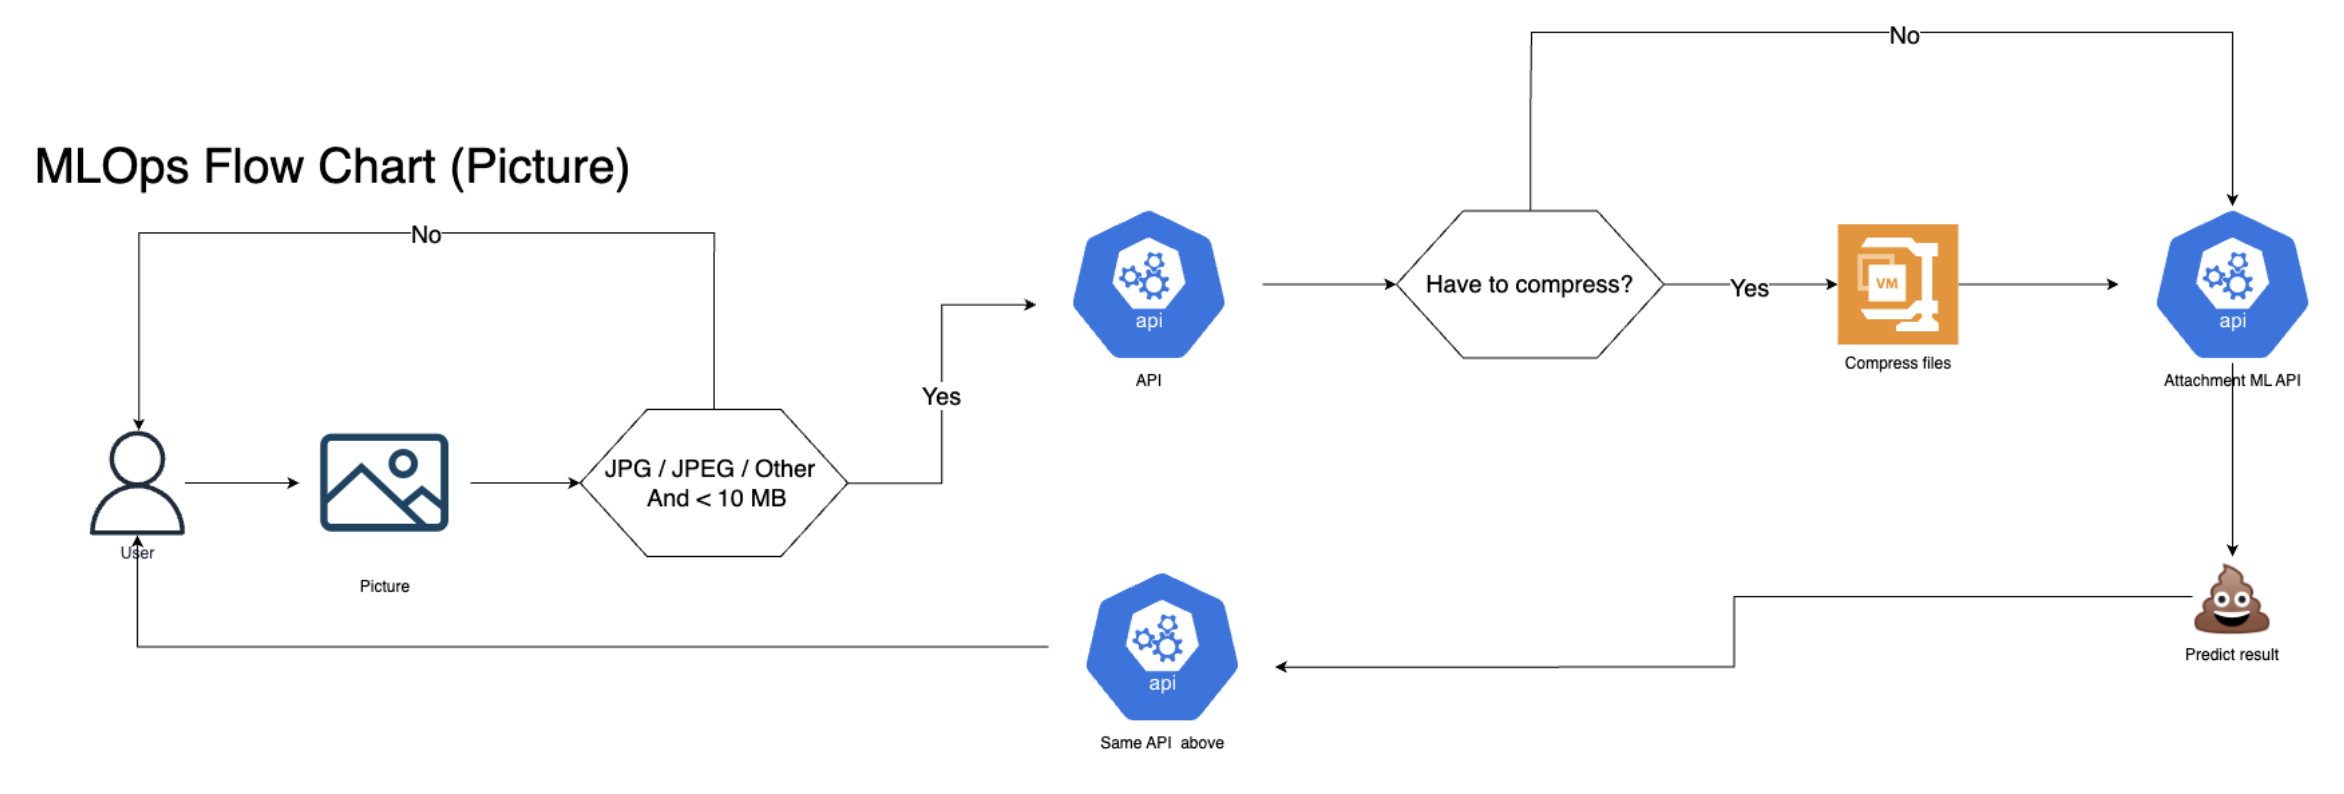 MLOps Flow Chart (Picture)
No
User
Picture
JPG / JPEG / Other
And < 10 MB
Yes
api
API
Have to compress?
No
Yes
VM
Compress files
api
Attachment ML API
Predict result
api
Same API above